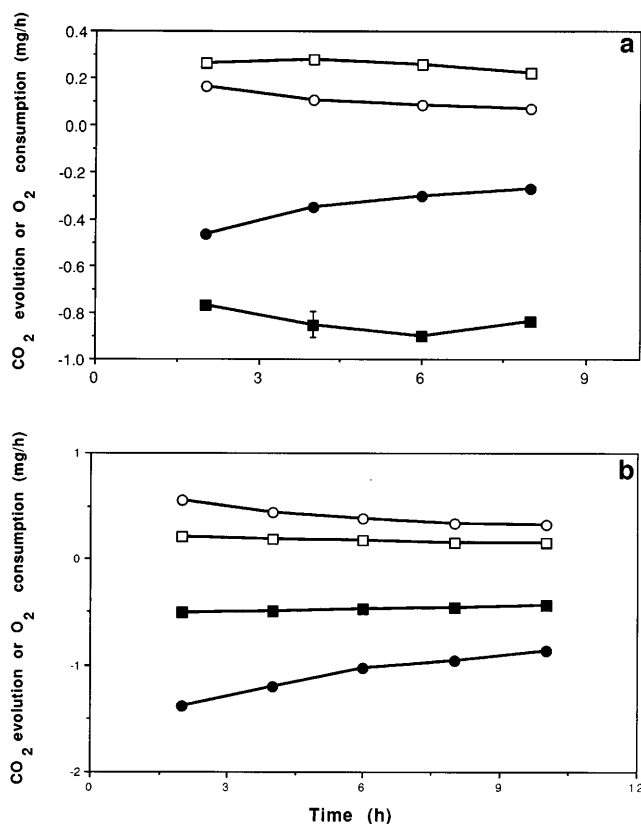 a
CO2 evolution or O2 consumption (mg/h)
0.4
0.2
0.0
-0.2
-0.4
-0.6
-0.8
-1.0
0 3 6 9
b
CO2 evolution or O2 consumption (mg/h)
1
0
-1
-2
0 3 6 9 12
Time (h)